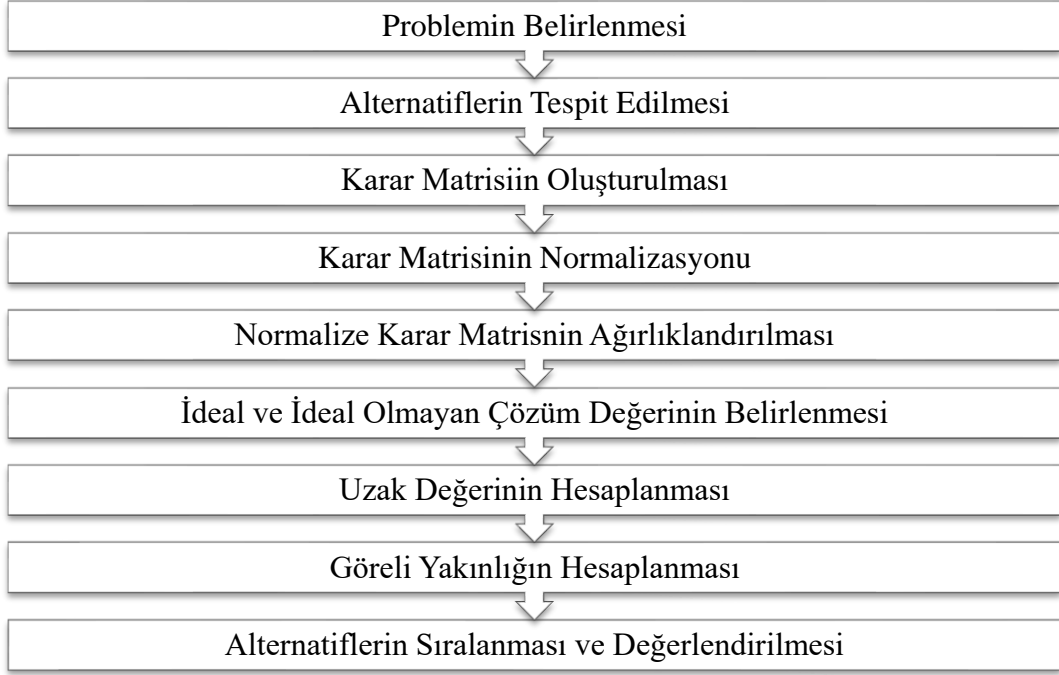 Problemin Belirlenmesi
Alternatiflerin Tespit Edilmesi
Karar Matrisiin Oluşturulması
Karar Matrisinin Normalizasyonu
Normalize Karar Matrisnin Ağırlıklandırılması
İdeal ve İdeal Olmayan Çözüm Değerinin Belirlenmesi
Uzak Değerinin Hesaplanması
Göreli Yakınlığın Hesaplanması
Alternatiflerin Sıralanması ve Değerlendirilmesi